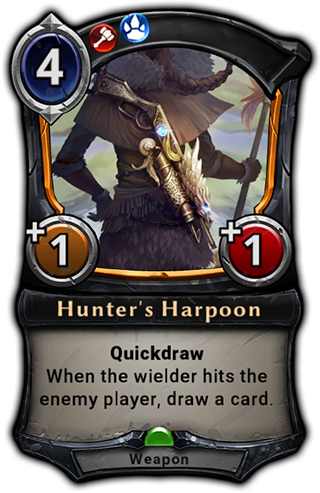 4
+1
+1
Hunter's Harpoon
Quickdraw
When the wielder hits the
enemy player, draw a card.
Weapon